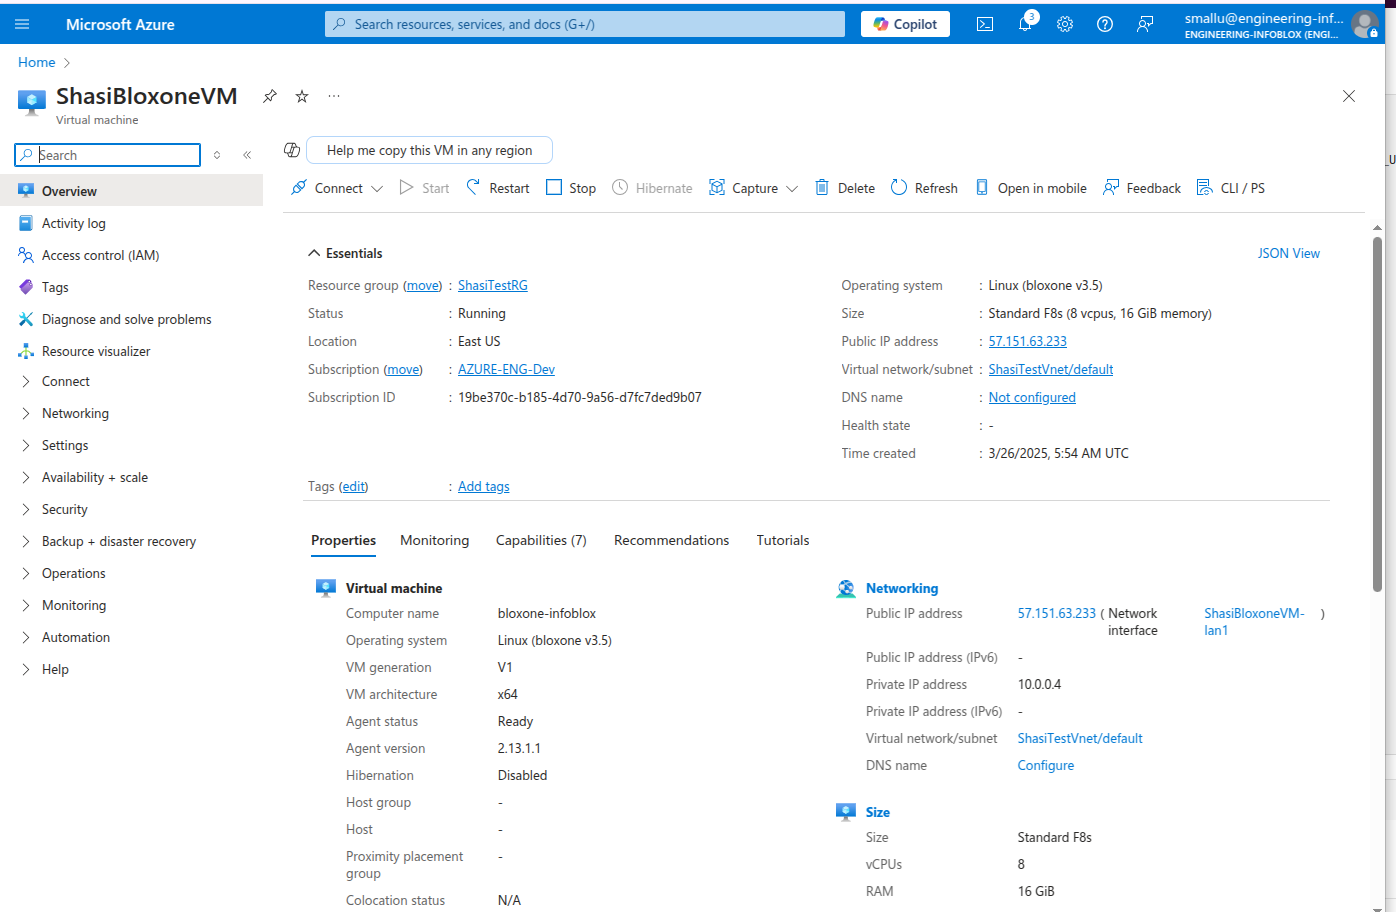 Microsoft Azure
Search resources, services, and docs (G+/)
Copilot
3
smallu@engineering-inf...
ENGINEERING-INFOBLOX (ENGI...
Home
ShasiBloxoneVM
Virtual machine
Search
Help me copy this VM in any region
Connect
Start
Restart
Stop
Hibernate
Capture
Delete
Refresh
Open in mobile
Feedback
CLI / PS
Overview
Activity log
Access control (IAM)
Tags
Diagnose and solve problems
Resource visualizer
Connect
Networking
Settings
Availability + scale
Security
Backup + disaster recovery
Operations
Monitoring
Automation
Help
Essentials
JSON View
Resource group (move) : ShasiTestRG
Status : Running
Location : East US
Subscription (move) : AZURE-ENG-Dev
Subscription ID : 19be370c-b185-4d70-9a56-d7fc7ded9b07
Operating system : Linux (bloxone v3.5)
Size : Standard F8s (8 vcpus, 16 GiB memory)
Public IP address : 57.151.63.233
Virtual network/subnet : ShasiTestVnet/default
DNS name : Not configured
Health state : -
Time created : 3/26/2025, 5:54 AM UTC
Tags (edit) : Add tags
Properties
Monitoring
Capabilities (7)
Recommendations
Tutorials
Virtual machine
Computer name bloxone-infoblox
Operating system Linux (bloxone v3.5)
VM generation V1
VM architecture x64
Agent status Ready
Agent version 2.13.1.1
Hibernation Disabled
Host group -
Host -
Proximity placement -
group
Colocation status N/A
Networking
Public IP address 57.151.63.233 ( Network ShasiBloxoneVM- )
interface lan1
Public IP address (IPv6) -
Private IP address 10.0.0.4
Private IP address (IPv6) -
Virtual network/subnet ShasiTestVnet/default
DNS name Configure
Size
Size Standard F8s
vCPUs 8
RAM 16 GiB
_U